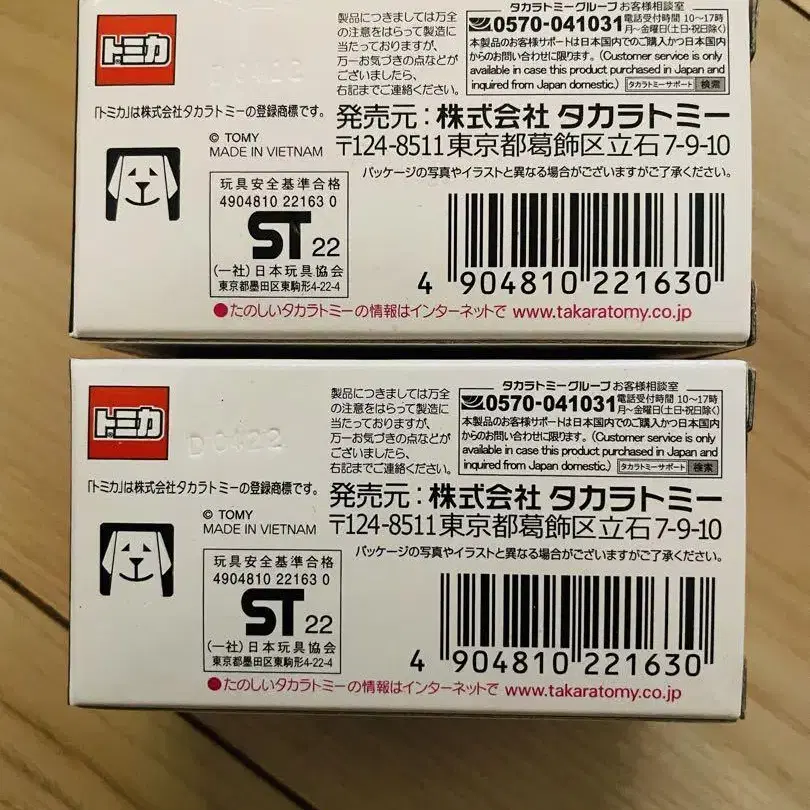 トミカ
製品につきましては万全
の注意をはらって製造に
当たっておりますが、
万一お気づきの点などが
ございましたら、
右記までご連絡ください。
タカラトミーグループ お客様相談室
0570-041031 電話受付時間 10〜17時
月〜金曜日(土・日・祝日除く)
本製品のお客様サポートは日本国内でのご購入かつ日本国内
からのお問い合わせに限ります。(Customer service is only
available in case this product purchased in Japan and
inquired from Japan domestic.) タカラトミーサポート 検索
「トミカ」は株式会社タカラトミーの登録商標です。
発売元:株式会社 タカラトミー
〒124-8511東京都葛飾区立石7-9-10
© TOMY
MADE IN VIETNAM
パッケージの写真やイラストと異なる場合がございますがご了承ください。
玩具安全基準合格
4904810 22163 0
ST 22
(一社)日本玩具協会
東京都墨田区東駒形4-22-4
4 904810 221630
●たのしいタカラトミーの情報はインターネットで www.takaratomy.co.jp
トミカ
製品につきましては万全
の注意をはらって製造に
当たっておりますが、
万一お気づきの点などが
ございましたら、
右記までご連絡ください。
タカラトミーグループ お客様相談室
0570-041031 電話受付時間 10〜17時
月〜金曜日(土・日・祝日除く)
本製品のお客様サポートは日本国内でのご購入かつ日本国内
からのお問い合わせに限ります。(Customer service is only
available in case this product purchased in Japan and
inquired from Japan domestic.) タカラトミーサポート 検索
「トミカ」は株式会社タカラトミーの登録商標です。
発売元:株式会社 タカラトミー
〒124-8511東京都葛飾区立石7-9-10
© TOMY
MADE IN VIETNAM
パッケージの写真やイラストと異なる場合がございますがご了承ください。
玩具安全基準合格
4904810 22163 0
ST 22
(一社)日本玩具協会
東京都墨田区東駒形4-22-4
4 904810 221630
●たのしいタカラトミーの情報はインターネットで www.takaratomy.co.jp